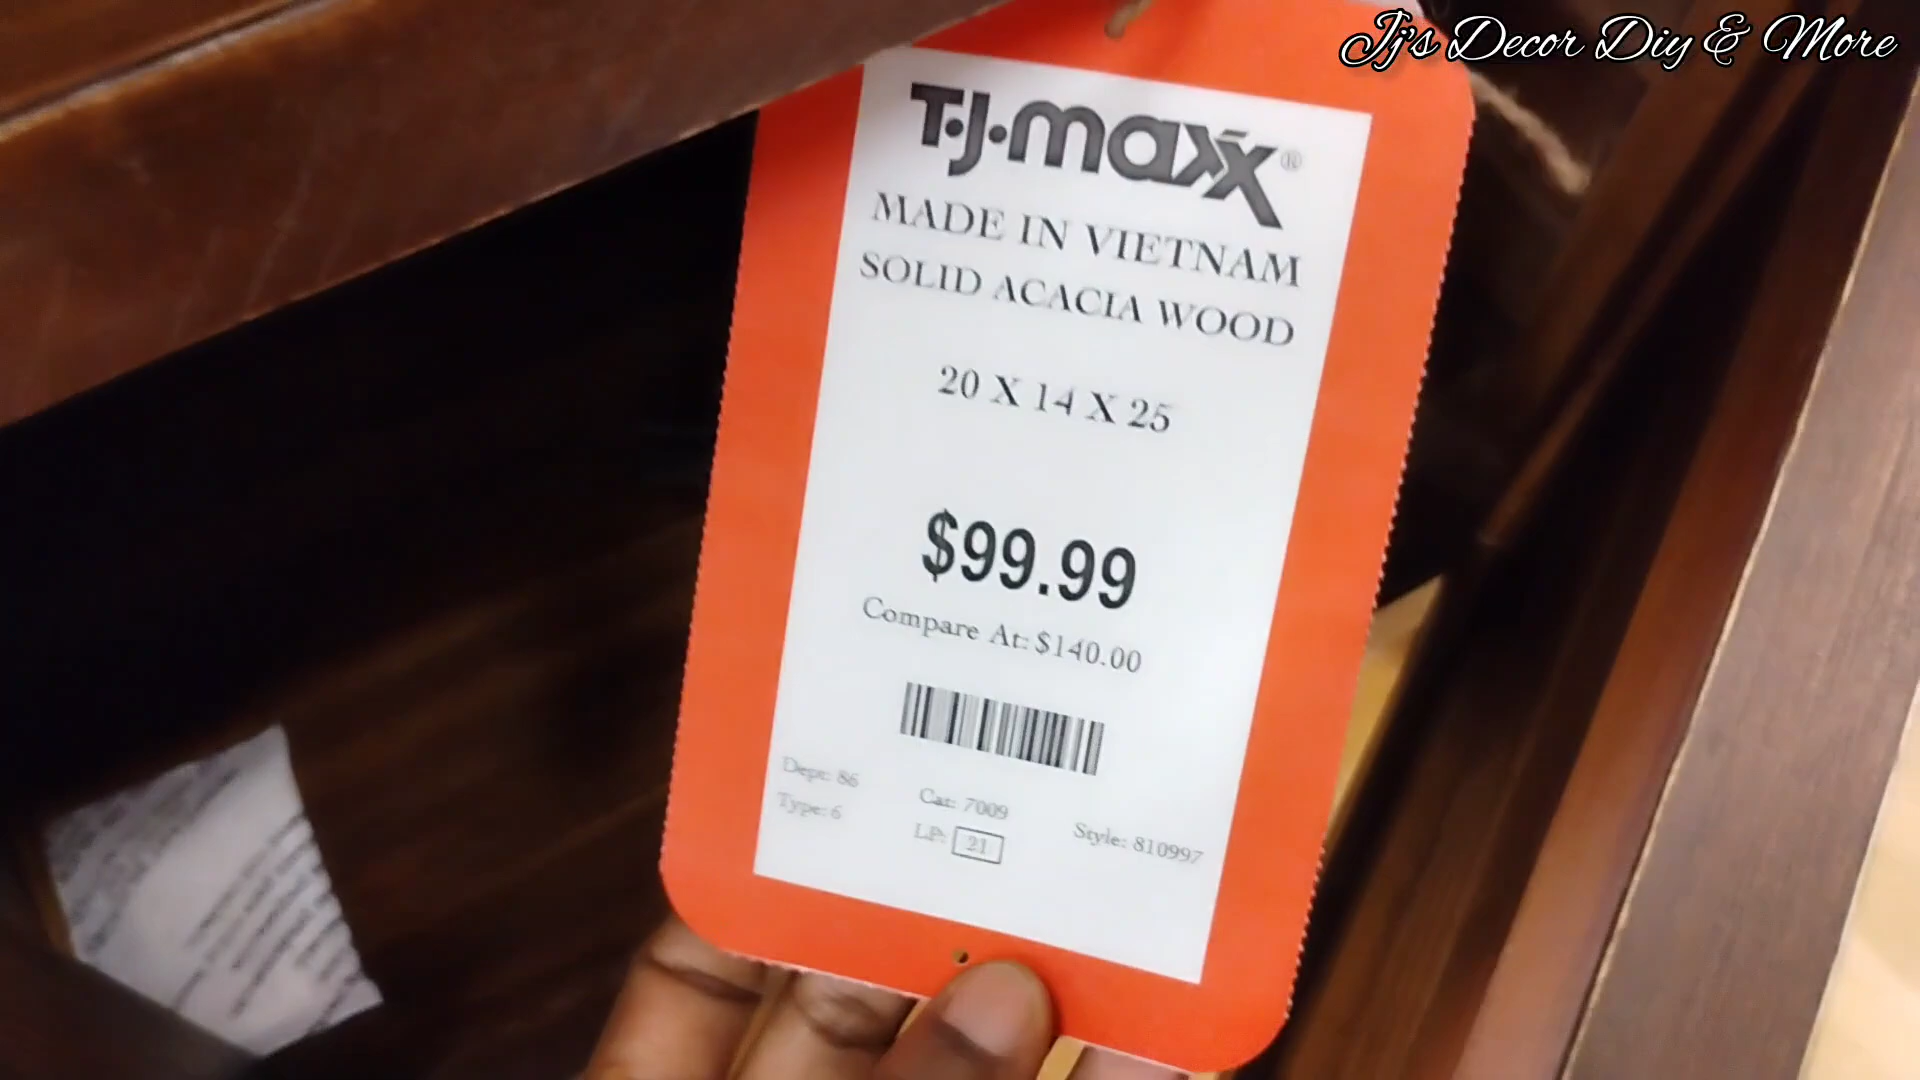 Jj's Decor Diy & More
T·J·maxx®
MADE IN VIETNAM
SOLID ACACIA WOOD
20 X 14 X 25
$99.99
Compare At: $140.00
Dept: 86
Cat: 7009
Type: 6
LP: 21
Style: 810997